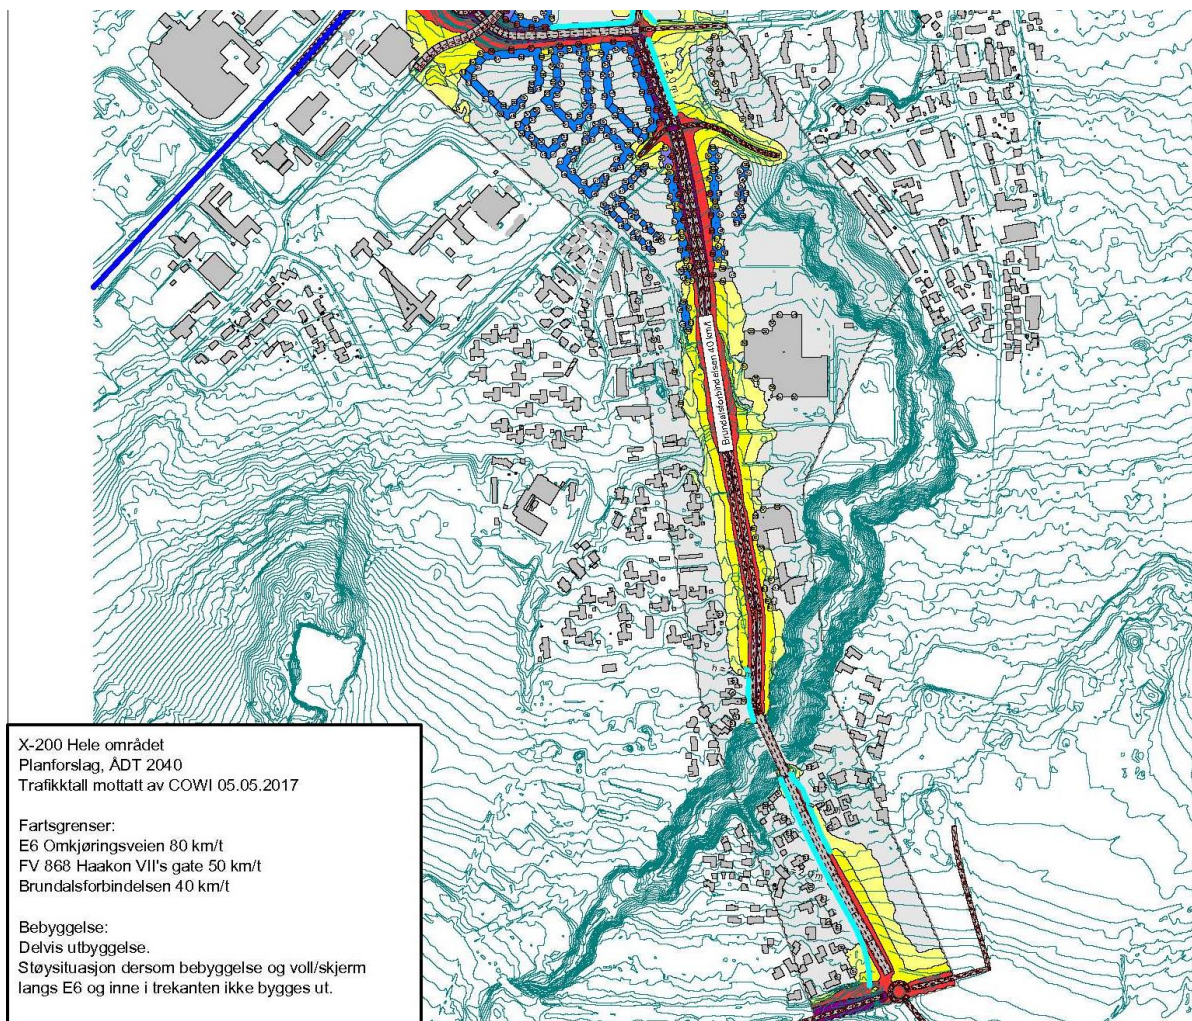 h = 2,0 m
Brundalsforbindelsen 40 km/t
X-200 Hele området
Planforslag, ÅDT 2040
Trafikktall mottatt av COWI 05.05.2017
Fartsgrenser:
E6 Omkjøringsveien 80 km/t
FV 868 Haakon VII's gate 50 km/t
Brundalsforbindelsen 40 km/t
Bebyggelse:
Delvis utbyggelse.
Støysituasjon dersom bebyggelse og voll/skjerm
langs E6 og inne i trekanten ikke bygges ut.